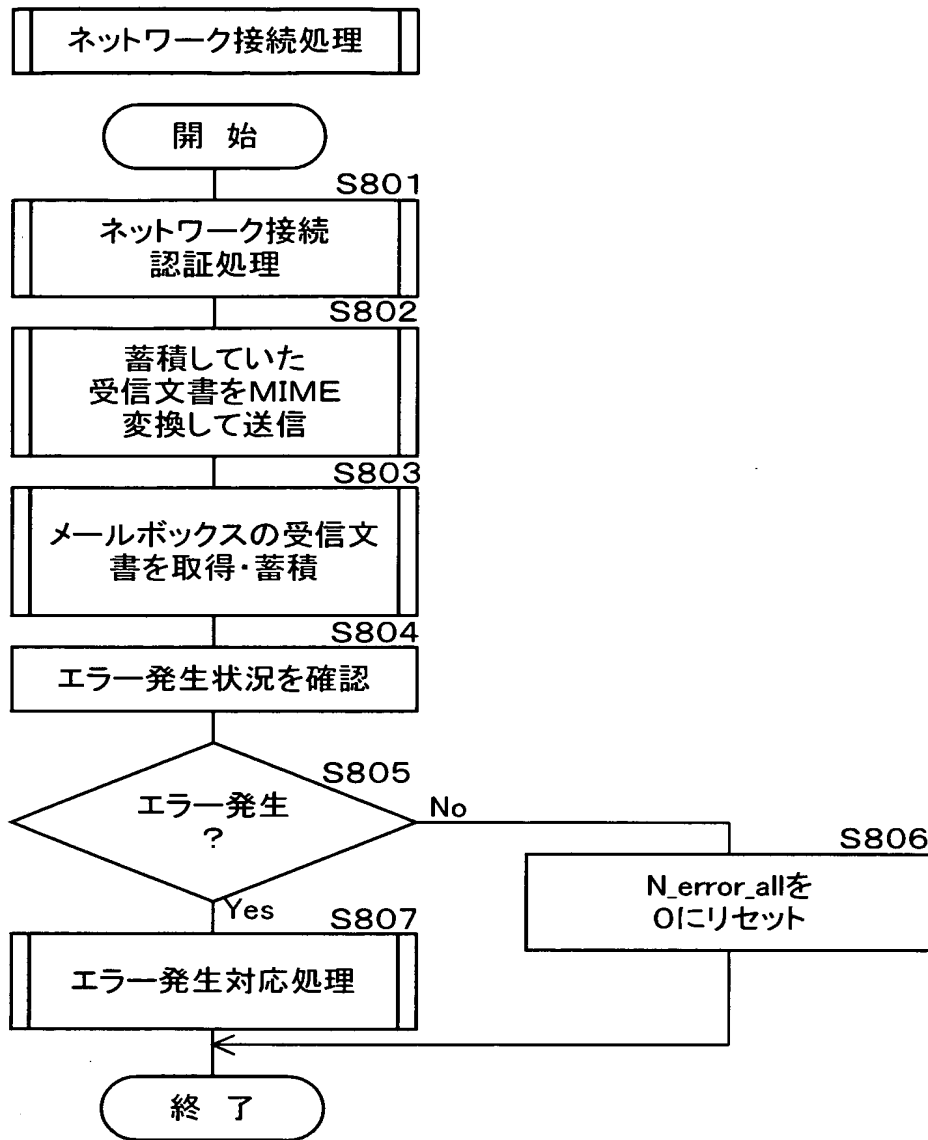 ネットワーク接続処理
開 始
S801
ネットワーク接続
認証処理
S802
蓄積していた
受信文書をMIME
変換して送信
S803
メールボックスの受信文
書を取得・蓄積
S804
エラー発生状況を確認
S805
エラー発生
?
No
S806
N_error_allを
0にリセット
Yes
S807
エラー発生対応処理
終 了